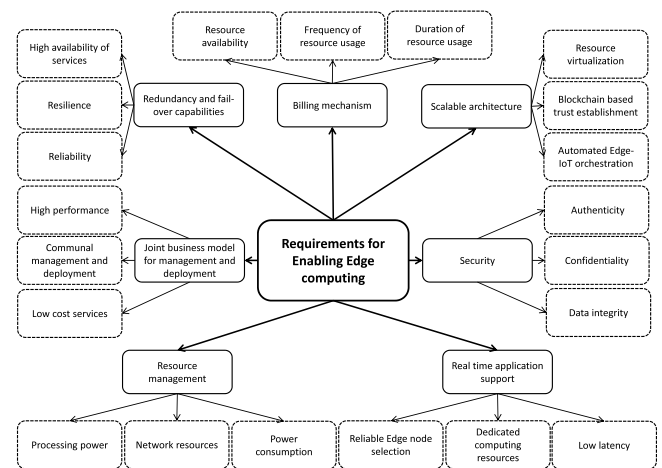 Resource
availability
Frequency of
resource usage
Duration of
resource usage
High availability of
services
Resilience
Reliability
Redundancy and fail-
over capabilities
Billing mechanism
Scalable architecture
Resource
virtualization
Blockchain based
trust establishment
Automated Edge-
IoT orchestration
High performance
Communal
management and
deployment
Low cost services
Joint business model
for management and
deployment
Requirements for
Enabling Edge
computing
Security
Authenticity
Confidentiality
Data integrity
Resource
management
Real time application
support
Processing power
Network resources
Power
consumption
Reliable Edge node
selection
Dedicated
computing
resources
Low latency